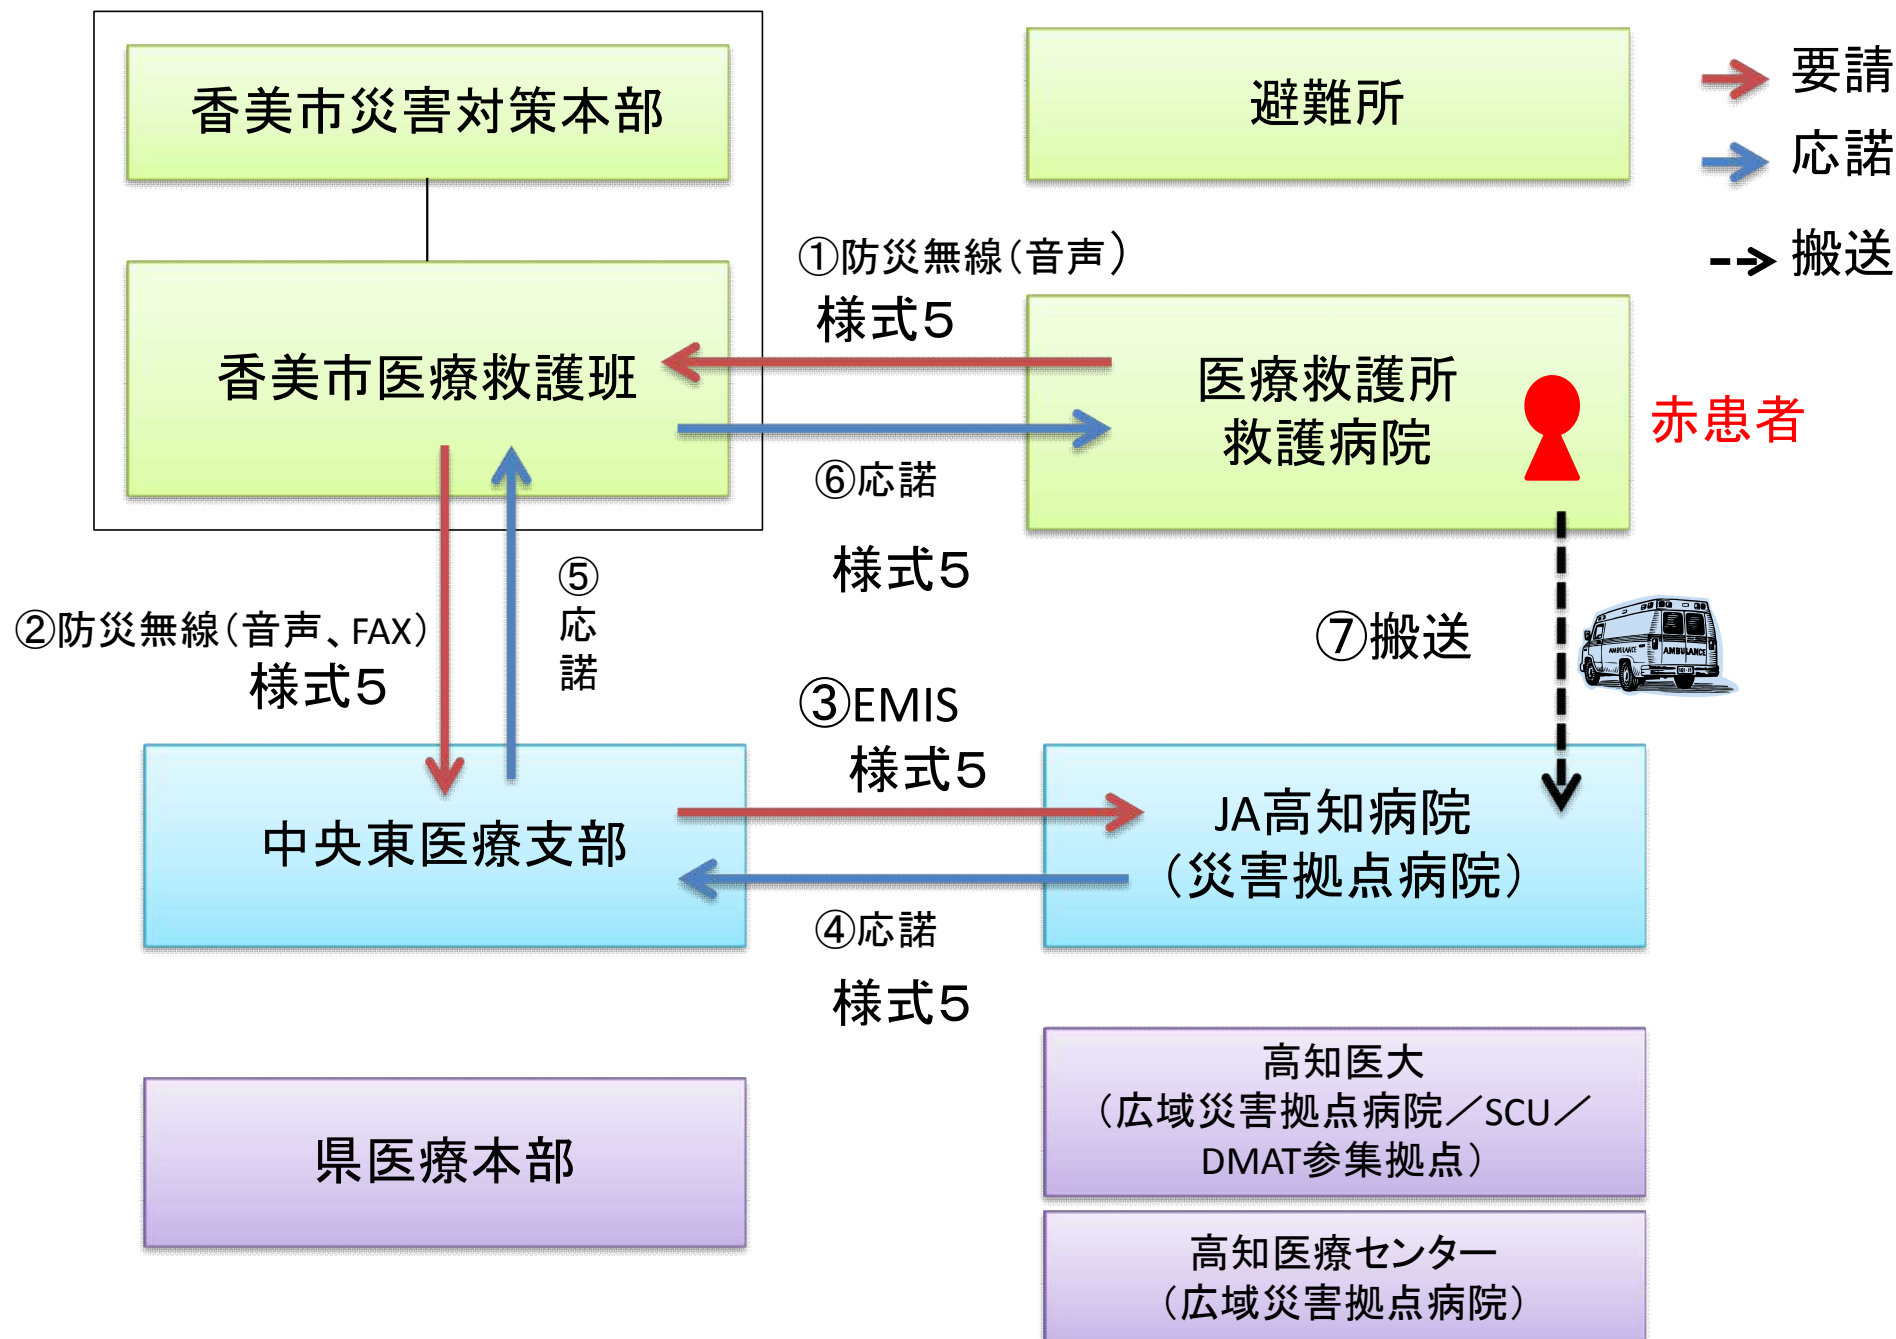 香美市災害対策本部
避難所
要請
応諾
搬送
①防災無線（音声）
様式５
香美市医療救護班
医療救護所
救護病院
赤患者
⑥応諾
様式５
⑤
応
諾
②防災無線（音声、FAX）
様式５
⑦搬送
AMBULANCE
AMBULANCE
③EMIS
様式５
中央東医療支部
JA高知病院
（災害拠点病院）
④応諾
様式５
県医療本部
高知医大
（広域災害拠点病院／SCU／
DMAT参集拠点）
高知医療センター
（広域災害拠点病院）